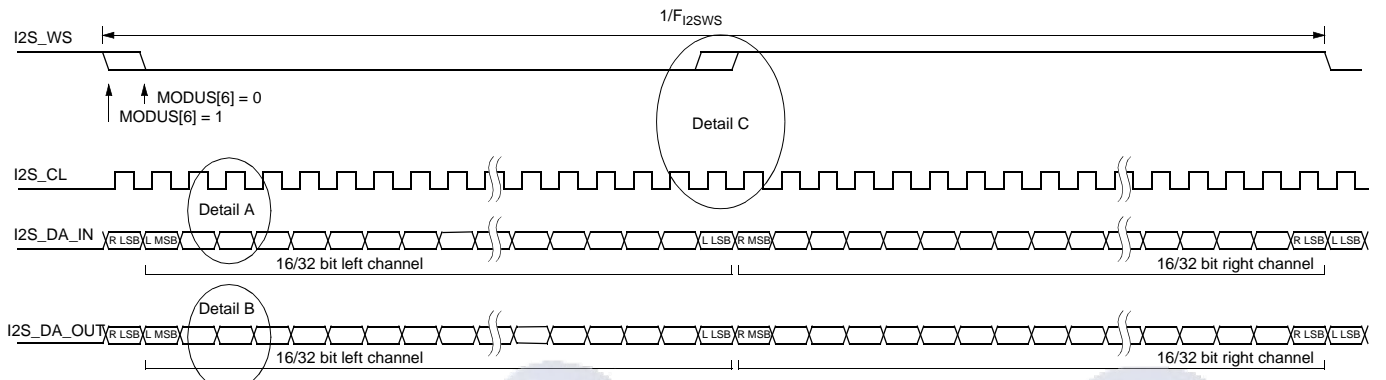 1/FI2SWS
I2S_WS
MODUS[6] = 0
MODUS[6] = 1
Detail C
I2S_CL
Detail A
I2S_DA_IN
R LSB L MSB L LSB R MSB R LSB L LSB
16/32 bit left channel 16/32 bit right channel
Detail B
I2S_DA_OUT
R LSB L MSB L LSB R MSB R LSB L LSB
16/32 bit left channel 16/32 bit right channel